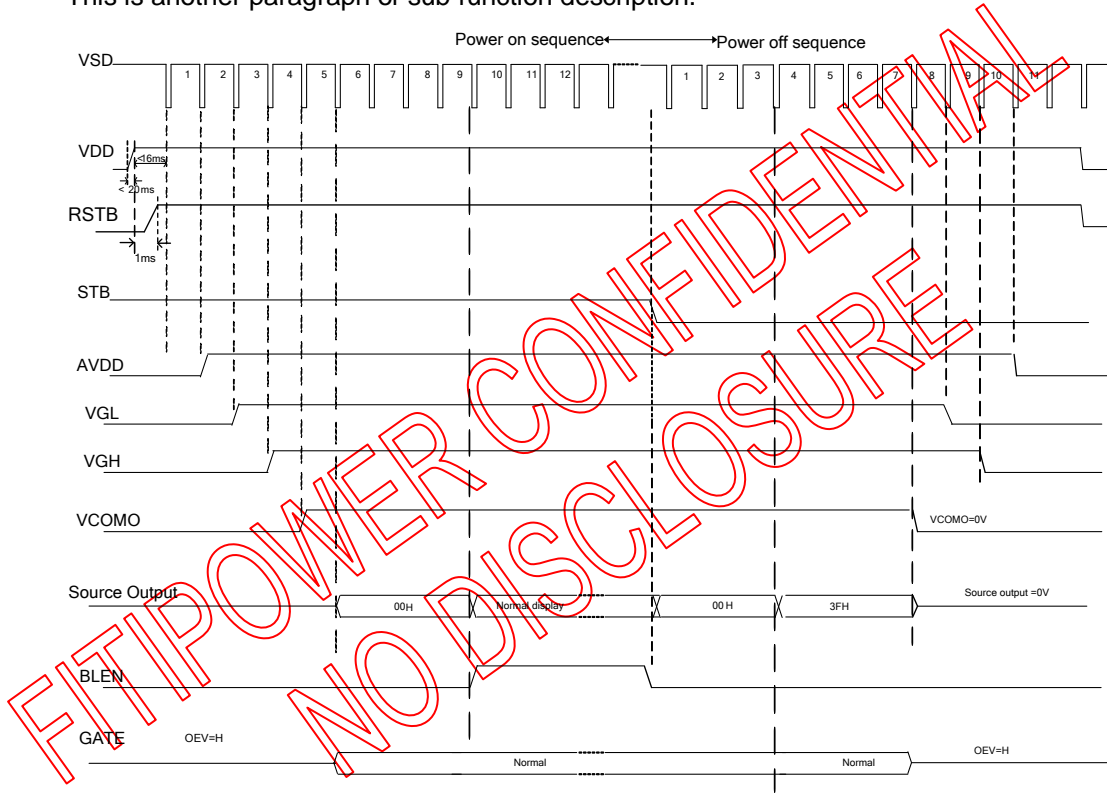 This is another paragraph or sub function description.
Power on sequence Power off sequence
VSD
1 2 3 4 5 6 7 8 9 10 11 12 1 2 3 4 5 6 7 8 9 10 11
VDD
<16ms
< 20ms
RSTB
1ms
STB
AVDD
VGL
VGH
VCOMO
VCOMO=0V
Source Output
00H Normal display 00 H 3FH
Source output =0V
BLEN
GATE
OEV=H
Normal Normal
OEV=H
FITIPOWER CONFIDENTIAL
NO DISCLOSURE